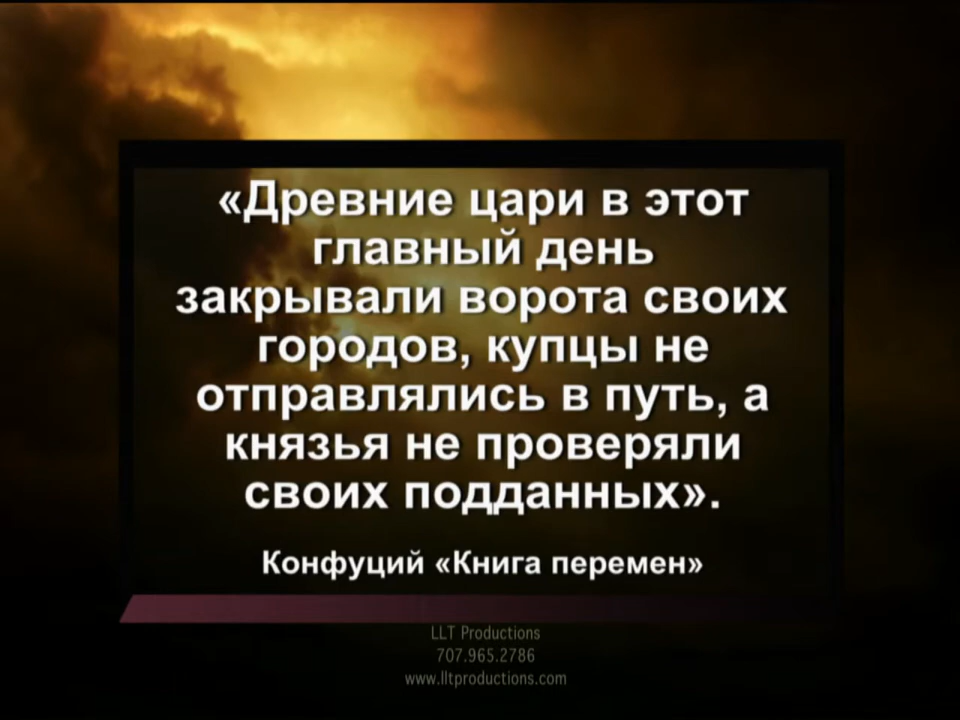 «Древние цари в этот
главный день
закрывали ворота своих
городов, купцы не
отправлялись в путь, а
князья не проверяли
своих подданных».
Конфуций «Книга перемен»
LLT Productions
707.965.2786
www.lltproductions.com